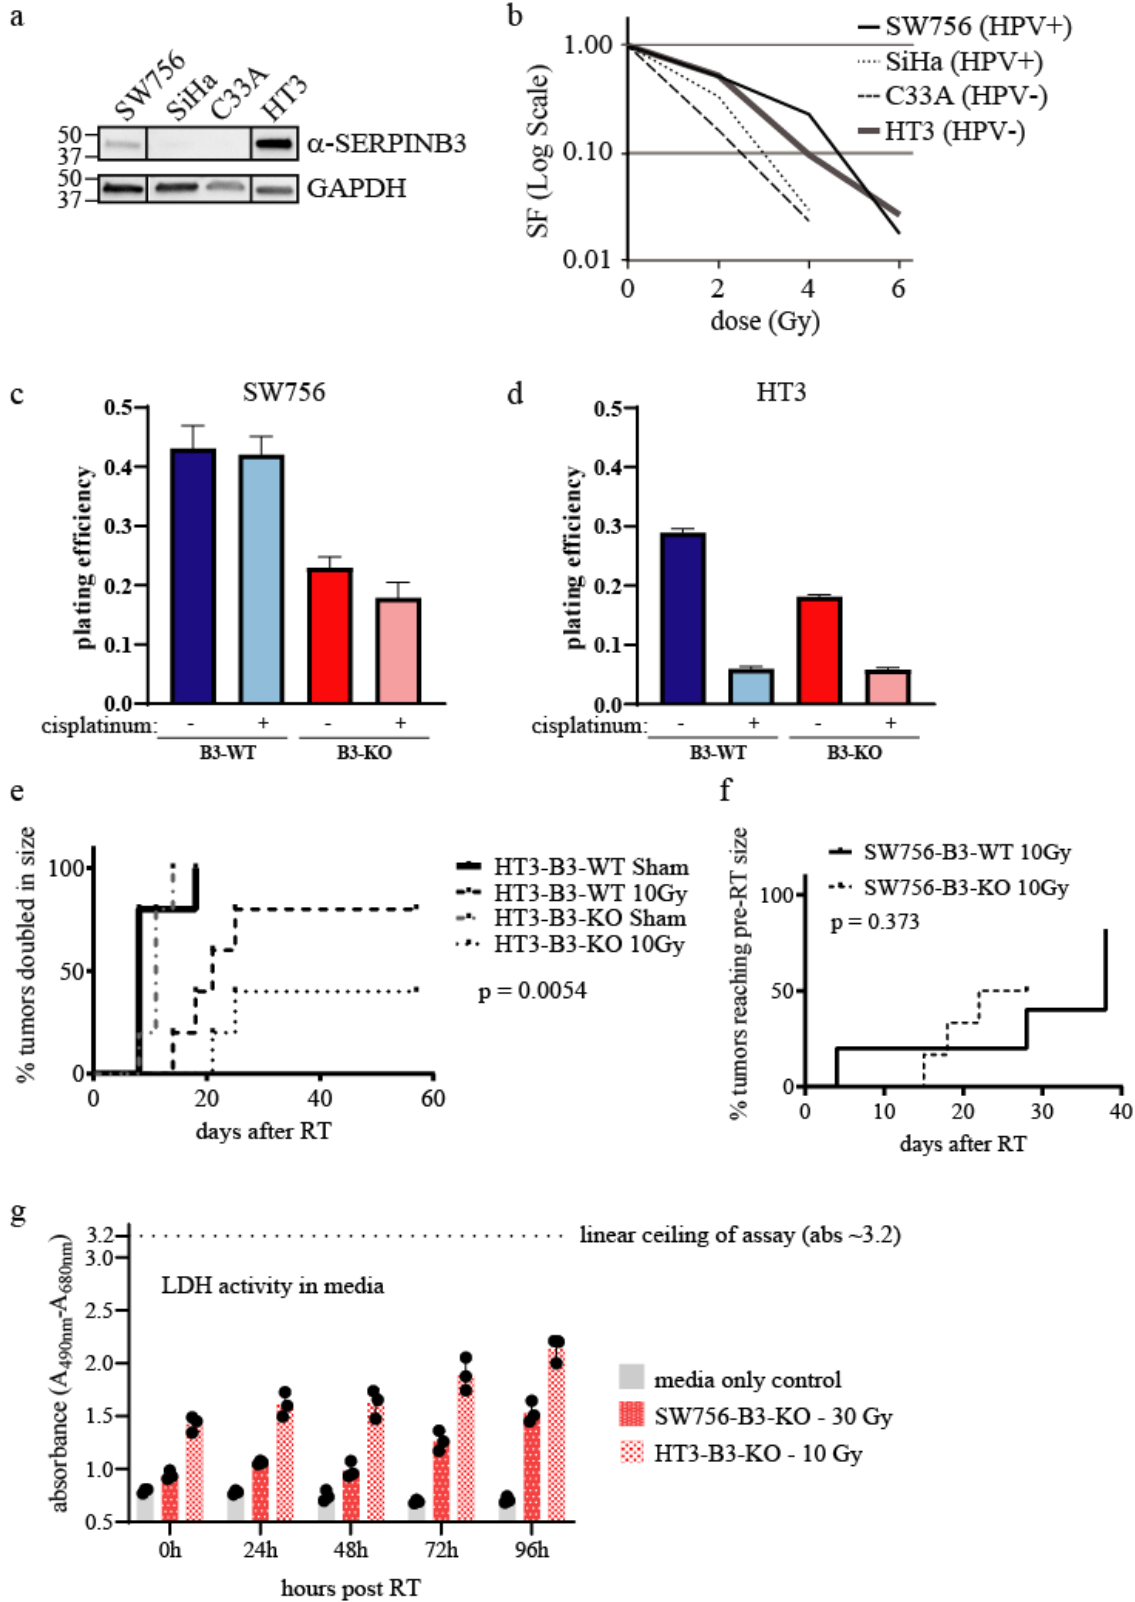 a
SW756
SiHa
C33A
HT3
50
37
α-SERPINB3
50
37
GAPDH
b
SF (Log Scale)
1.00
0.10
0.01
0
2
4
6
dose (Gy)
SW756 (HPV+)
SiHa (HPV+)
C33A (HPV-)
HT3 (HPV-)
c
SW756
plating efficiency
0.5
0.4
0.3
0.2
0.1
0.0
cisplatinum:
-
+
-
+
B3-WT
B3-KO
d
HT3
plating efficiency
0.5
0.4
0.3
0.2
0.1
0.0
cisplatinum:
-
+
-
+
B3-WT
B3-KO
e
% tumors doubled in size
100
50
0
0
20
40
60
days after RT
HT3-B3-WT Sham
HT3-B3-WT 10Gy
HT3-B3-KO Sham
HT3-B3-KO 10Gy
p = 0.0054
f
% tumors reaching pre-RT size
100
50
0
0
10
20
30
40
days after RT
SW756-B3-WT 10Gy
SW756-B3-KO 10Gy
p = 0.373
g
absorbance (A490nm-A680nm)
3.2
3.0
2.5
2.0
1.5
1.0
0.5
linear ceiling of assay (abs ~3.2)
LDH activity in media
0h
24h
48h
72h
96h
hours post RT
media only control
SW756-B3-KO - 30 Gy
HT3-B3-KO - 10 Gy